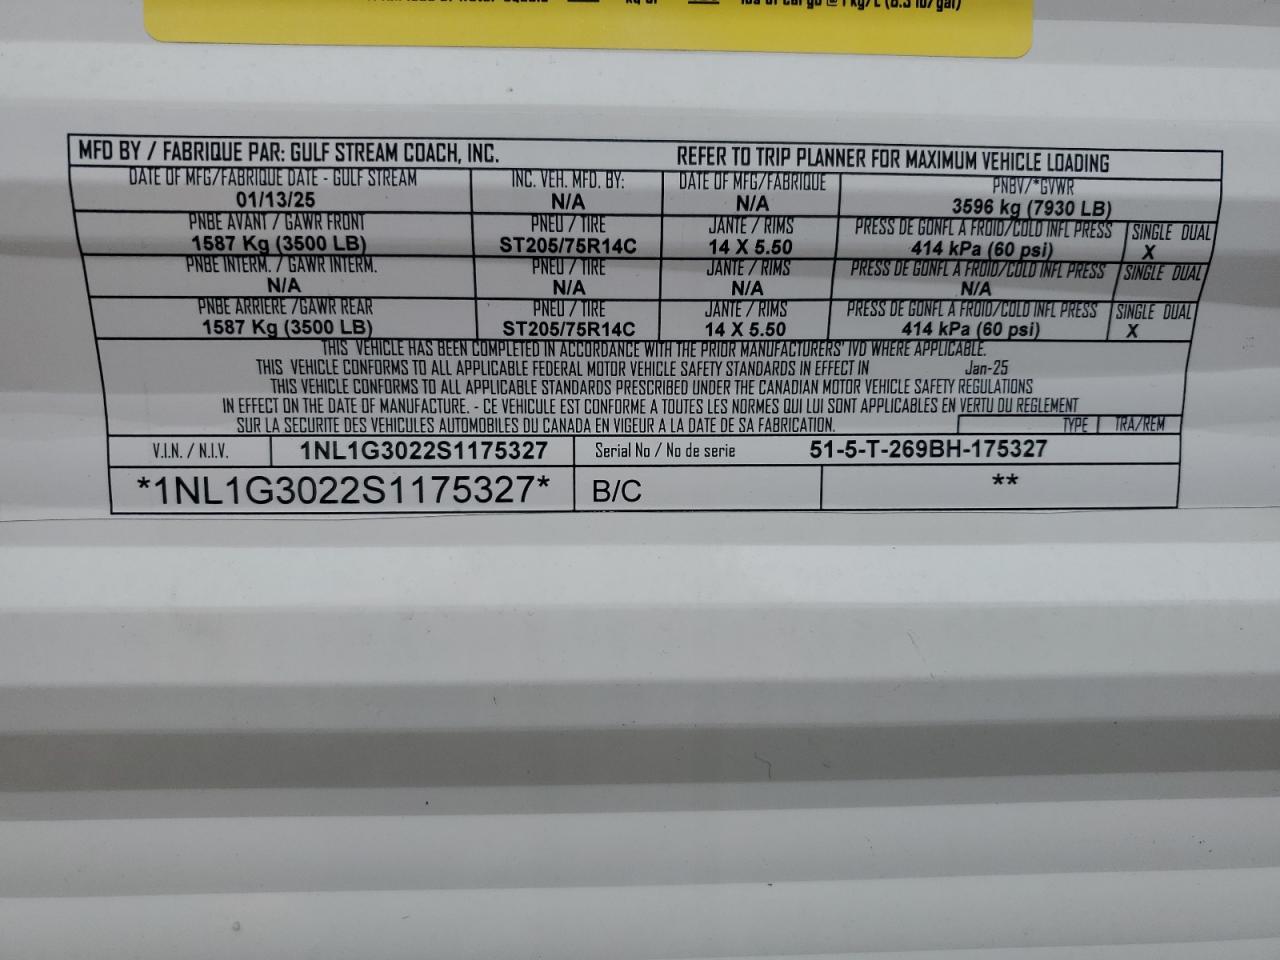 kg or lbs of cargo @ 1 kg/L (8.3 lb/gal)
MFD BY / FABRIQUE PAR: GULF STREAM COACH, INC. REFER TO TRIP PLANNER FOR MAXIMUM VEHICLE LOADING
DATE OF MFG/FABRIQUE DATE - GULF STREAM INC. VEH. MFD. BY: DATE OF MFG/FABRIQUE PNBV/*GVWR
01/13/25 N/A N/A 3596 kg (7930 LB)
PNBE AVANT / GAWR FRONT PNEU / TIRE JANTE / RIMS PRESS DE GONFL A FROID/COLD INFL PRESS SINGLE DUAL
1587 Kg (3500 LB) ST205/75R14C 14 X 5.50 414 kPa (60 psi) X
PNBE INTERM. / GAWR INTERM. PNEU / TIRE JANTE / RIMS PRESS DE GONFL A FROID/COLD INFL PRESS SINGLE DUAL
N/A N/A N/A N/A
PNBE ARRIERE /GAWR REAR PNEU / TIRE JANTE / RIMS PRESS DE GONFL A FROID/COLD INFL PRESS SINGLE DUAL
1587 Kg (3500 LB) ST205/75R14C 14 X 5.50 414 kPa (60 psi) X
THIS VEHICLE HAS BEEN COMPLETED IN ACCORDANCE WITH THE PRIOR MANUFACTURERS' IVD WHERE APPLICABLE.
THIS VEHICLE CONFORMS TO ALL APPLICABLE FEDERAL MOTOR VEHICLE SAFETY STANDARDS IN EFFECT IN Jan-25
THIS VEHICLE CONFORMS TO ALL APPLICABLE STANDARDS PRESCRIBED UNDER THE CANADIAN MOTOR VEHICLE SAFETY REGULATIONS
IN EFFECT ON THE DATE OF MANUFACTURE. - CE VEHICULE EST CONFORME A TOUTES LES NORMES QUI LUI SONT APPLICABLES EN VERTU DU REGLEMENT
SUR LA SECURITE DES VEHICULES AUTOMOBILES DU CANADA EN VIGEUR A LA DATE DE SA FABRICATION. TYPE TRA/REM
V.I.N. / N.I.V. 1NL1G3022S1175327 Serial No / No de serie 51-5-T-269BH-175327
*1NL1G3022S1175327* B/C **